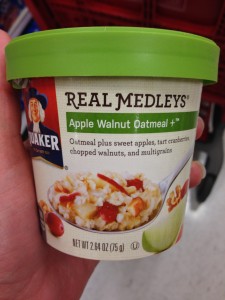 REAL MEDLEYS®
Apple Walnut Oatmeal +™
QUAKER
Oatmeal plus sweet apples, tart cranberries,
chopped walnuts, and multigrains
NET WT 2.64 OZ (75g)